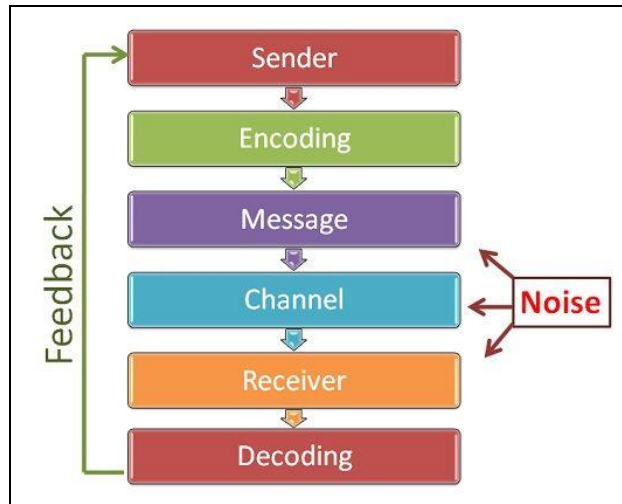 Sender
Encoding
Message
Channel
Receiver
Decoding
Feedback
Noise